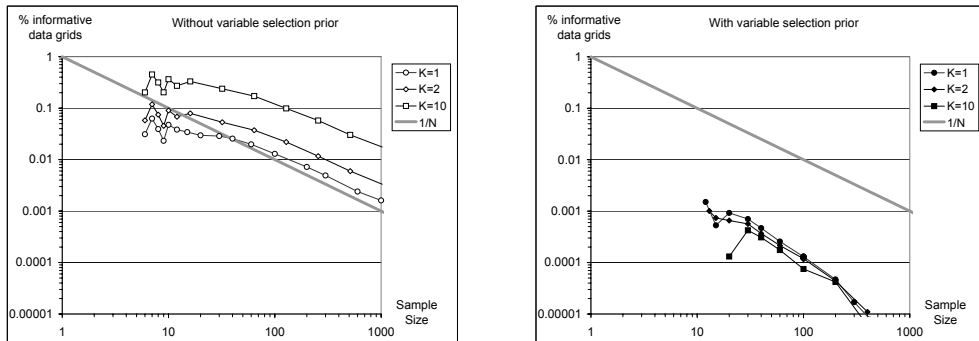 % informative
data grids
Without variable selection prior
1
0.1
0.01
0.001
0.0001
0.00001
1
10
100
1000
Sample
Size
K=1
K=2
K=10
1/N
% informative
data grids
With variable selection prior
1
0.1
0.01
0.001
0.0001
0.00001
1
10
100
1000
Sample
Size
K=1
K=2
K=10
1/N